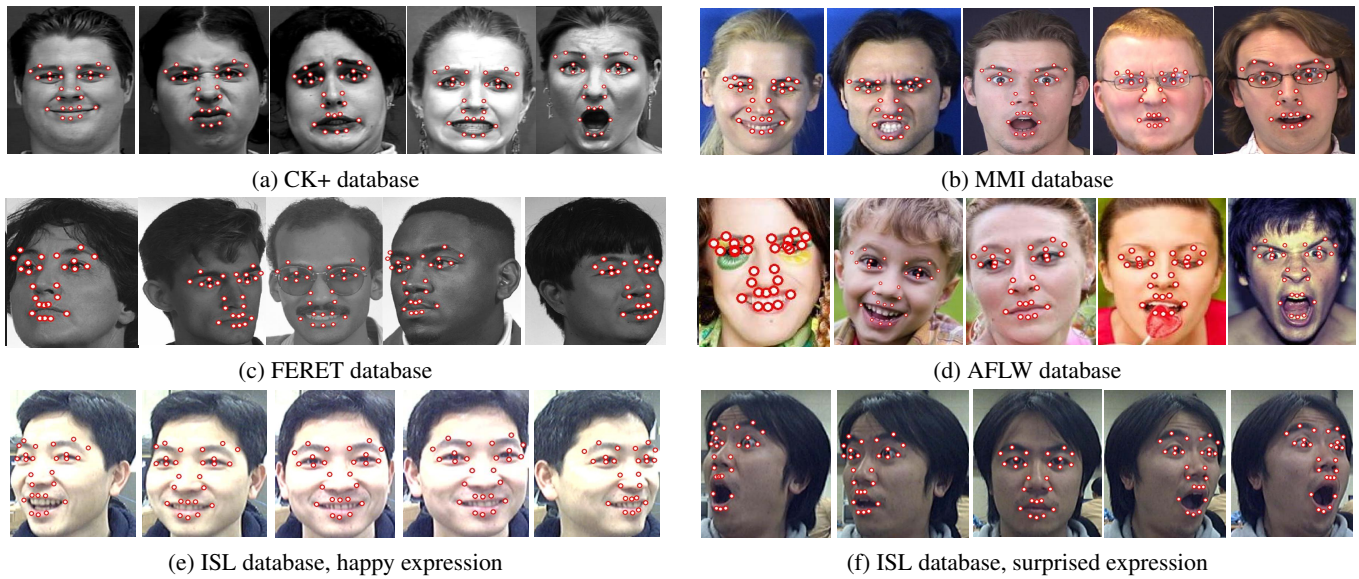 (a) CK+ database
(b) MMI database
(c) FERET database
(d) AFLW database
(e) ISL database, happy expression
(f) ISL database, surprised expression